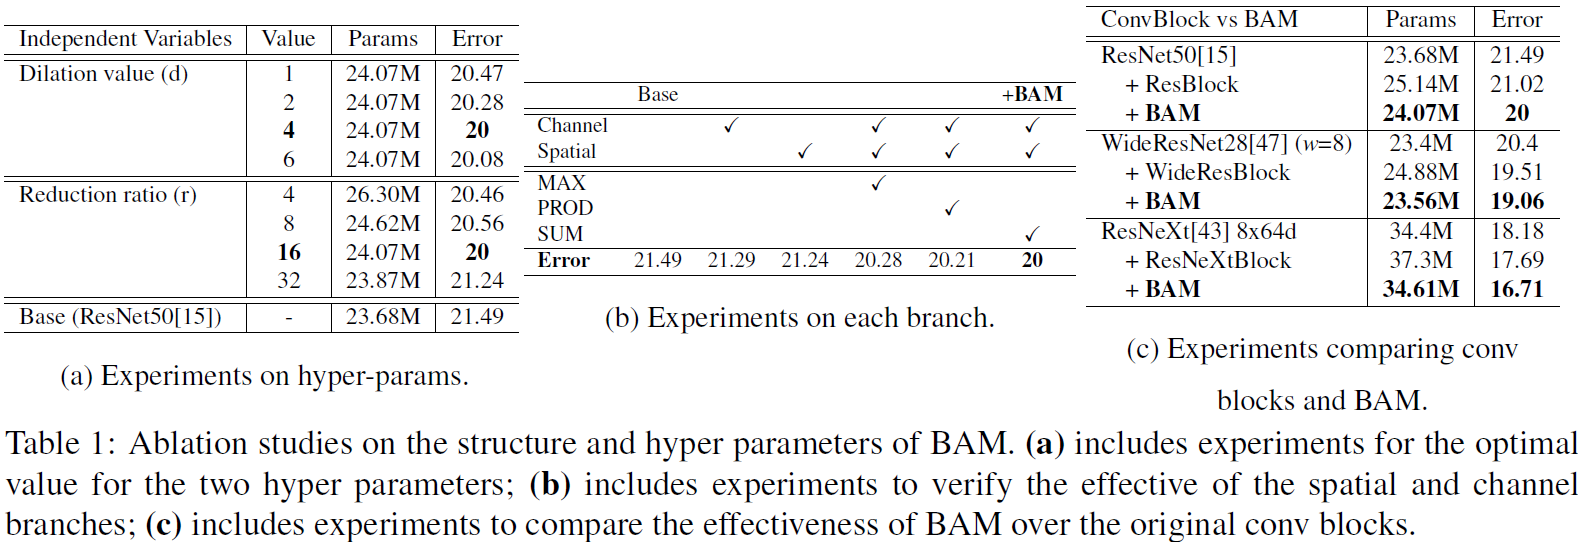 Independent Variables Value Params Error
Dilation value (d) 1 24.07M 20.47
2 24.07M 20.28
4 24.07M 20
6 24.07M 20.08
Reduction ratio (r) 4 26.30M 20.46
8 24.62M 20.56
16 24.07M 20
32 23.87M 21.24
Base (ResNet50[15]) - 23.68M 21.49
(a) Experiments on hyper-params.
Base +BAM
Channel ✓ ✓ ✓ ✓
Spatial ✓ ✓ ✓ ✓
MAX ✓
PROD ✓
SUM ✓
Error 21.49 21.29 21.24 20.28 20.21 20
(b) Experiments on each branch.
ConvBlock vs BAM Params Error
ResNet50[15] 23.68M 21.49
+ ResBlock 25.14M 21.02
+ BAM 24.07M 20
WideResNet28[47] (w=8) 23.4M 20.4
+ WideResBlock 24.88M 19.51
+ BAM 23.56M 19.06
ResNeXt[43] 8x64d 34.4M 18.18
+ ResNeXtBlock 37.3M 17.69
+ BAM 34.61M 16.71
(c) Experiments comparing conv
blocks and BAM.
Table 1: Ablation studies on the structure and hyper parameters of BAM. (a) includes experiments for the optimal
value for the two hyper parameters; (b) includes experiments to verify the effective of the spatial and channel
branches; (c) includes experiments to compare the effectiveness of BAM over the original conv blocks.